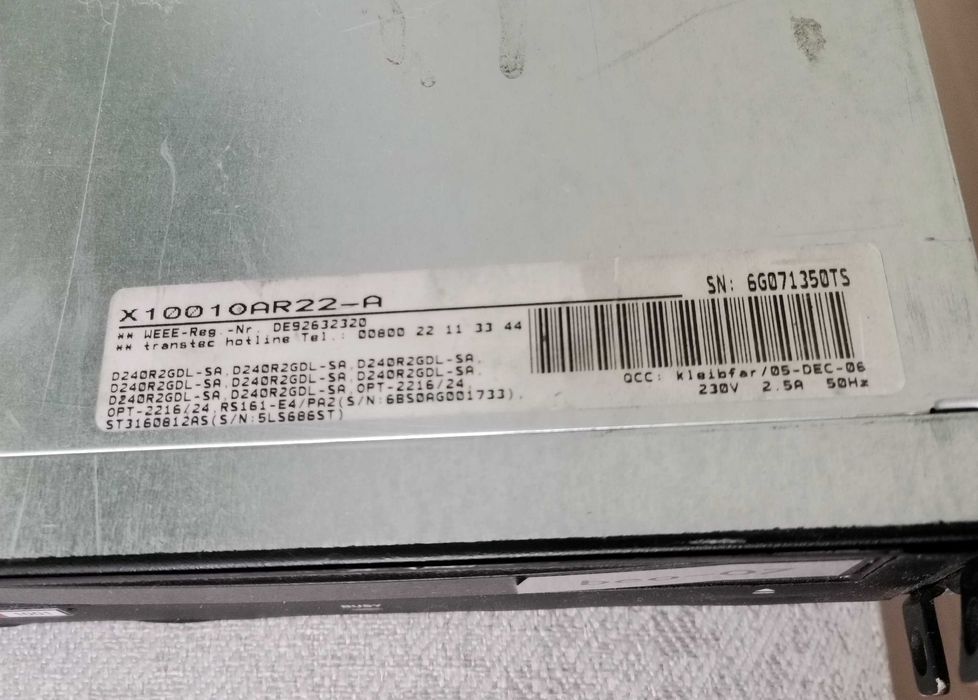 X10010AR22-A
SN: 6G071350TS
** WEEE-Reg.-Nr. DE92632320
** transtec hotline Tel.: 00800 22 11 33 44
D240R2GDL-SA,D240R2GDL-SA,D240R2GDL-SA,
D240R2GDL-SA,D240R2GDL-SA,D240R2GDL-SA,
D240R2GDL-SA,D240R2GDL-SA,OPT-2216/24,
OPT-2216/24,RS161-E4/PA2(S/N:6BS0AG001733),
ST3160812AS(S/N:5LS686ST)
QCC: kleibfar/05-DEC-06
230V 2.5A 50Hz
BUSY